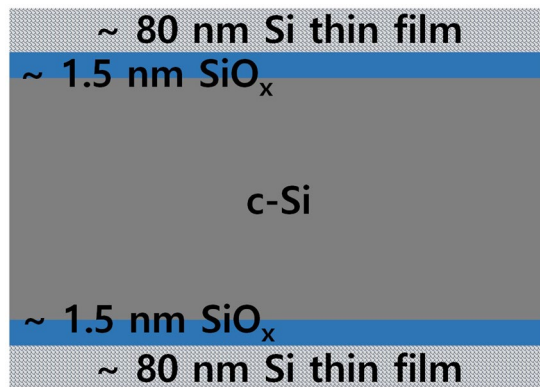 ~ 80 nm Si thin film
~ 1.5 nm SiOₓ
c-Si
~ 1.5 nm SiOₓ
~ 80 nm Si thin film